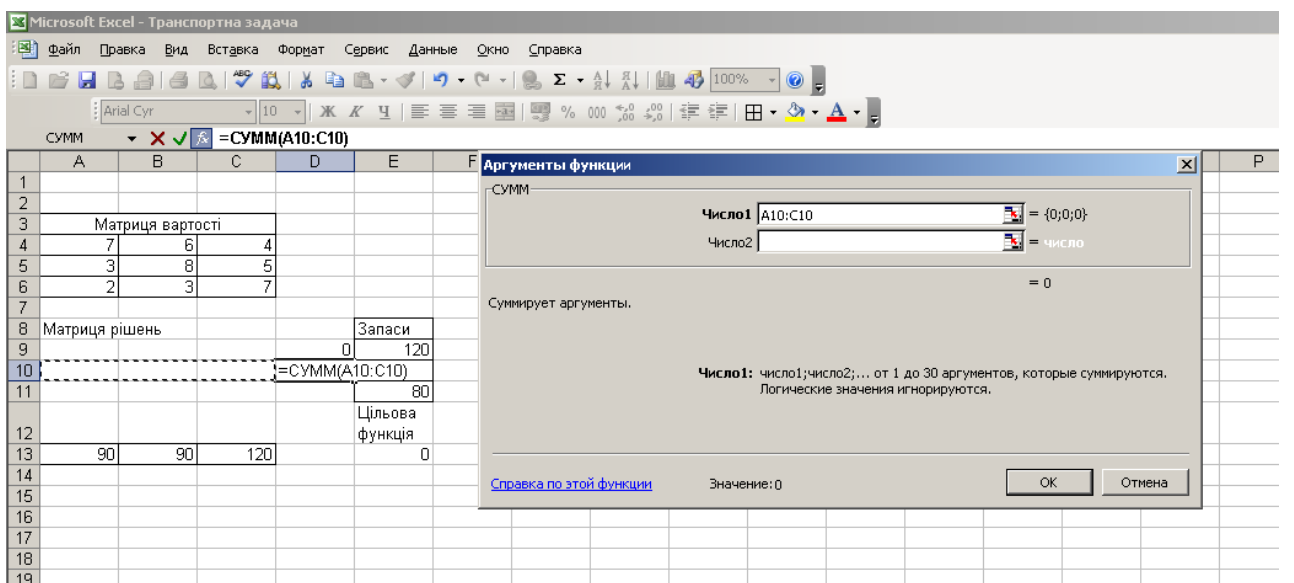 Microsoft Excel - Транспортна задача
Файл Правка Вид Вставка Формат Сервис Данные Окно Справка
100%
Arial Cyr 10 Ж К Ч % 000
СУММ =СУММ(A10:C10)
A B C D E F P
1
2
3 Матриця вартості
4 7 6 4
5 3 8 5
6 2 3 7
7
8 Матриця рішень Запаси
9 0 120
10 =СУММ(A10:C10)
11 80
12 Цільова функція
13 90 90 120 0
14
15
16
17
18
19
Аргументы функции
СУММ
Число1 A10:C10 = {0;0;0}
Число2 = число
= 0
Суммирует аргументы.
Число1: число1;число2;... от 1 до 30 аргументов, которые суммируются.
Логические значения игнорируются.
Справка по этой функции Значение:0 ОК Отмена